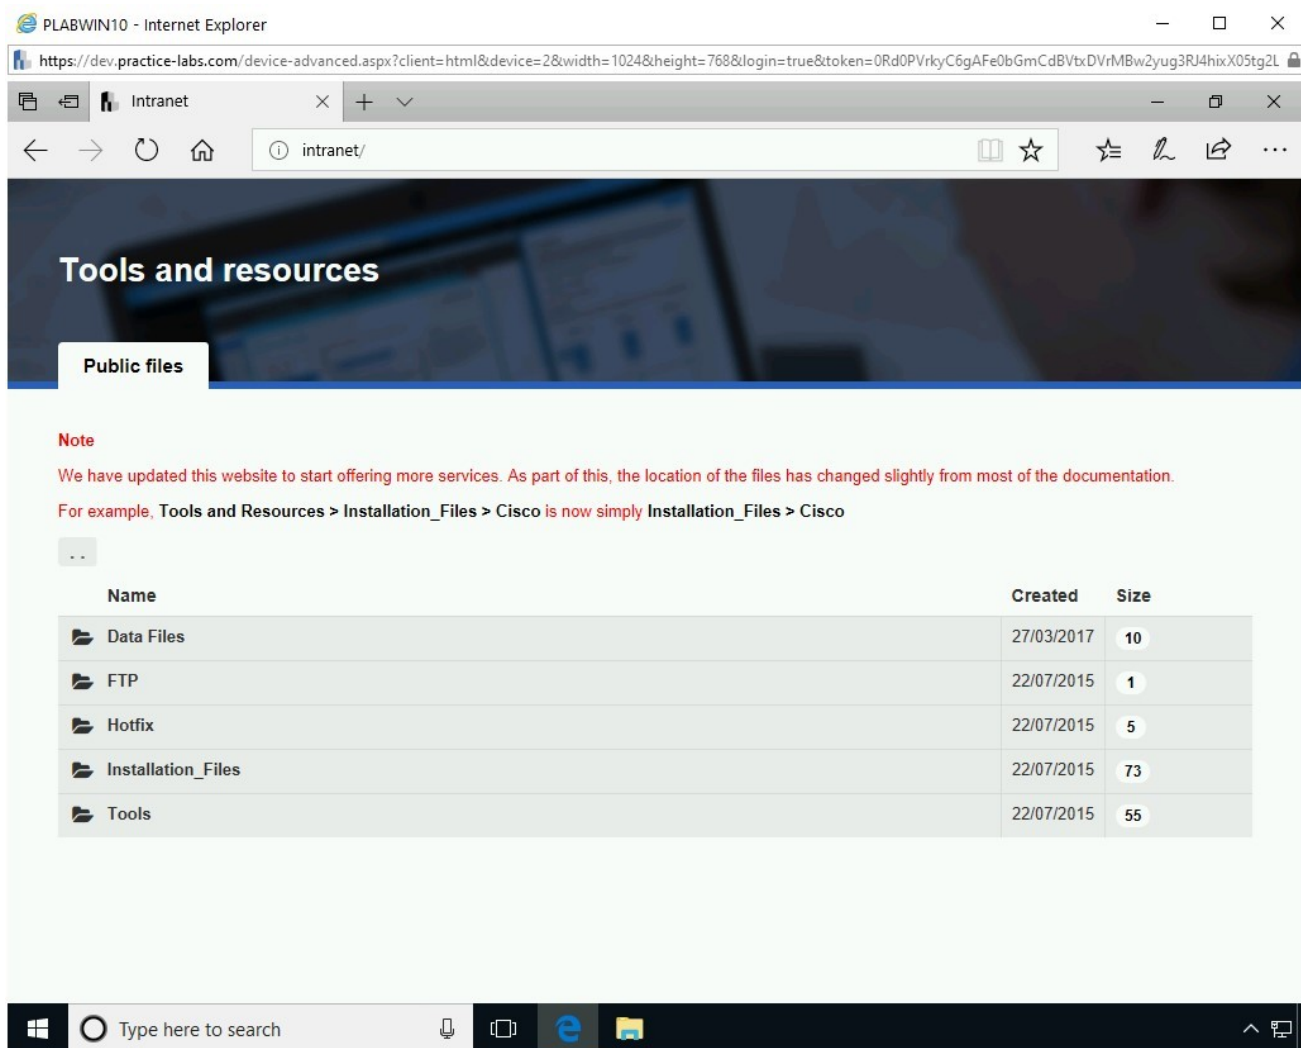 PLABWIN10 - Internet Explorer
https://dev.practice-labs.com/device-advanced.aspx?client=html&device=2&width=1024&height=768&login=true&token=0Rd0PVrkyC6gAFe0bGmCdBVtxDVrMBw2yug3RJ4hixX05tg2L
Intranet
intranet/
Tools and resources
Public files
Note
We have updated this website to start offering more services. As part of this, the location of the files has changed slightly from most of the documentation.
For example, Tools and Resources > Installation_Files > Cisco is now simply Installation_Files > Cisco
. .
Name Created Size
Data Files 27/03/2017 10
FTP 22/07/2015 1
Hotfix 22/07/2015 5
Installation_Files 22/07/2015 73
Tools 22/07/2015 55
Type here to search